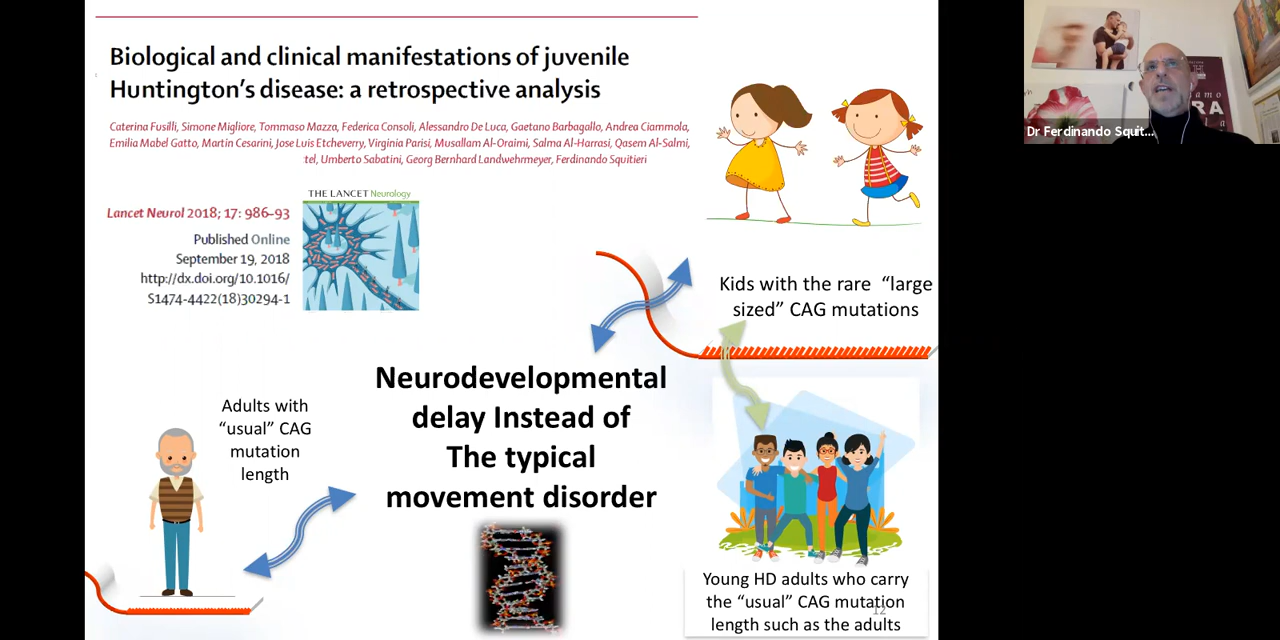 Biological and clinical manifestations of juvenile
Huntington's disease: a retrospective analysis
Caterina Fusilli, Simone Migliore, Tommaso Mazza, Federica Consoli, Alessandro De Luca, Gaetano Barbagallo, Andrea Ciammola,
Emilia Mabel Gatto, Martin Cesarini, Jose Luis Etcheverry, Virginia Parisi, Musallam Al-Oraimi, Salma Al-Harrasi, Qasem Al-Salmi,
tel, Umberto Sabatini, Georg Bernhard Landwehrmeyer, Ferdinando Squitieri
THE LANCET Neurology
Lancet Neurol 2018; 17: 986–93
Published Online
September 19, 2018
http://dx.doi.org/10.1016/
S1474-4422(18)30294-1
Kids with the rare "large
sized" CAG mutations
Neurodevelopmental
delay Instead of
The typical
movement disorder
Adults with
"usual" CAG
mutation
length
Young HD adults who carry
the "usual" CAG mutation
length such as the adults
12
Dr Ferdinando Squit...